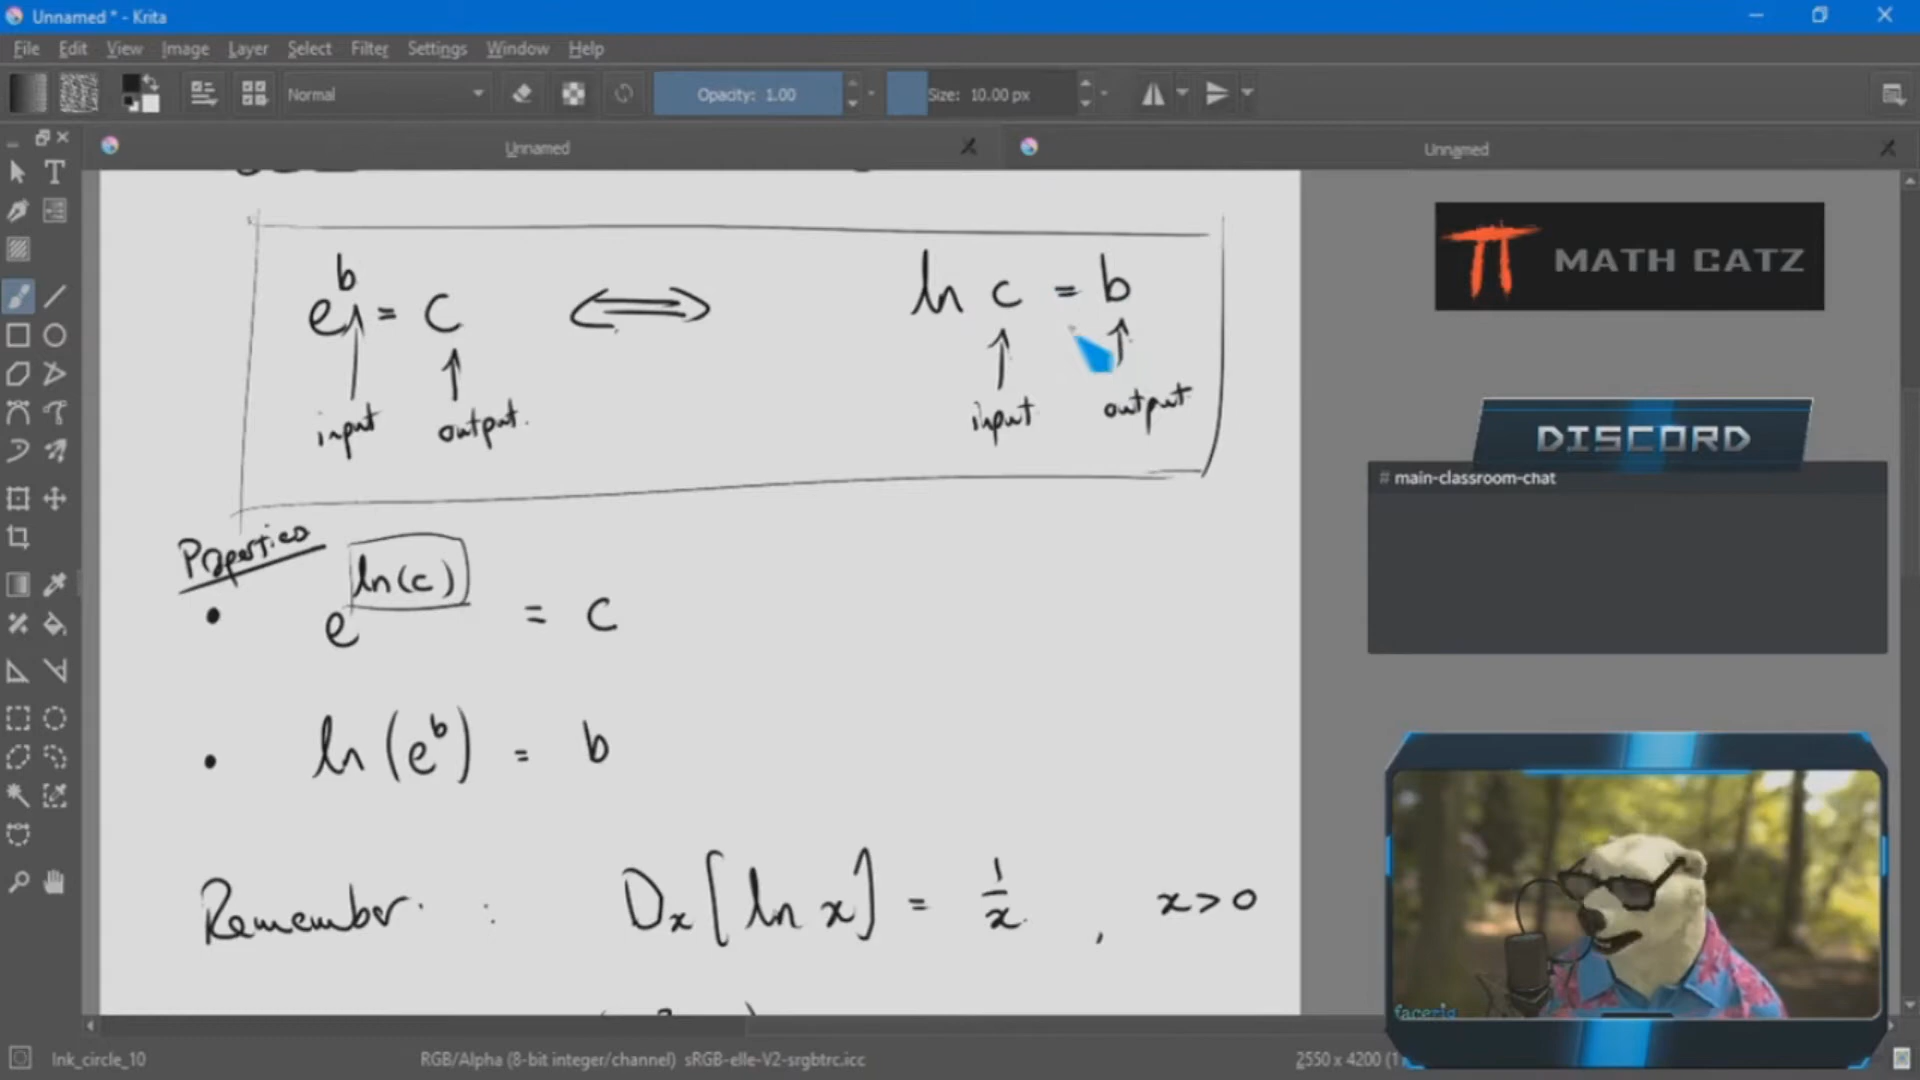 Unnamed * - Krita
File Edit View Image Layer Select Filter Settings Window Help
Normal
Opacity: 1.00
Size: 10.00 px
Unnamed
Unnamed
e^b = c ⟺ ln c = b
input output. input output
Properties
• e^ln(c) = c
• ln(e^b) = b
Remember: D_x[ln x] = 1/x, x > 0
π MATH CATZ
DISCORD
# main-classroom-chat
facerig
Ink_circle_10
RGB/Alpha (8-bit integer/channel) sRGB-elle-V2-srgbtrc.icc
2550 x 4200 (1